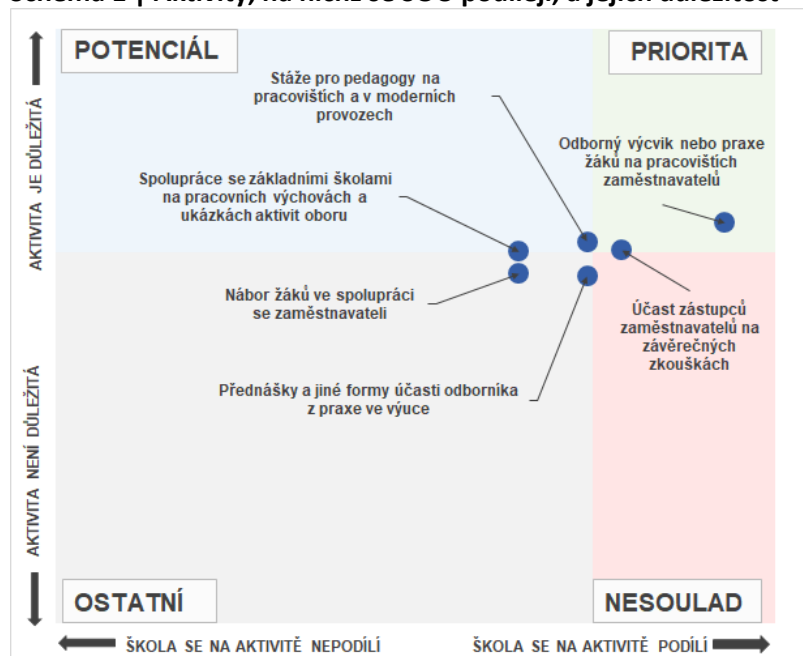 POTENCIÁL
PRIORITA
Stáže pro pedagogy na
pracovištích a v moderních
provozech
Odborný výcvik nebo praxe
žáků na pracovištích
zaměstnavatelů
Spolupráce se základními školami
na pracovních výchovách a
ukázkách aktivit oboru
Nábor žáků ve spolupráci
se zaměstnavateli
Účast zástupců
zaměstnavatelů na
závěrečných
zkouškách
Přednášky a jiné formy účasti odborníka
z praxe ve výuce
AKTIVITA JE DŮLEŽITÁ
AKTIVITA NENÍ DŮLEŽITÁ
OSTATNÍ
NESOULAD
ŠKOLA SE NA AKTIVITĚ NEPODÍLÍ
ŠKOLA SE NA AKTIVITĚ PODÍLÍ